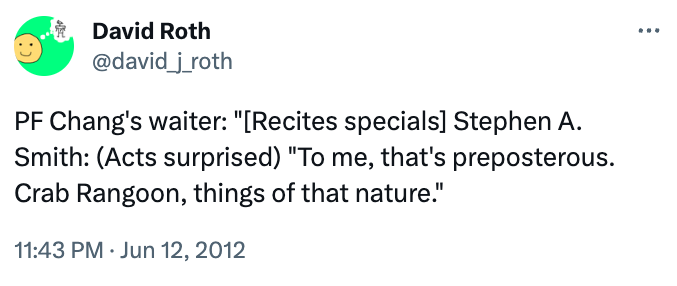 David Roth
@david_j_roth
PF Chang's waiter: "[Recites specials] Stephen A.
Smith: (Acts surprised) "To me, that's preposterous.
Crab Rangoon, things of that nature."
11:43 PM · Jun 12, 2012